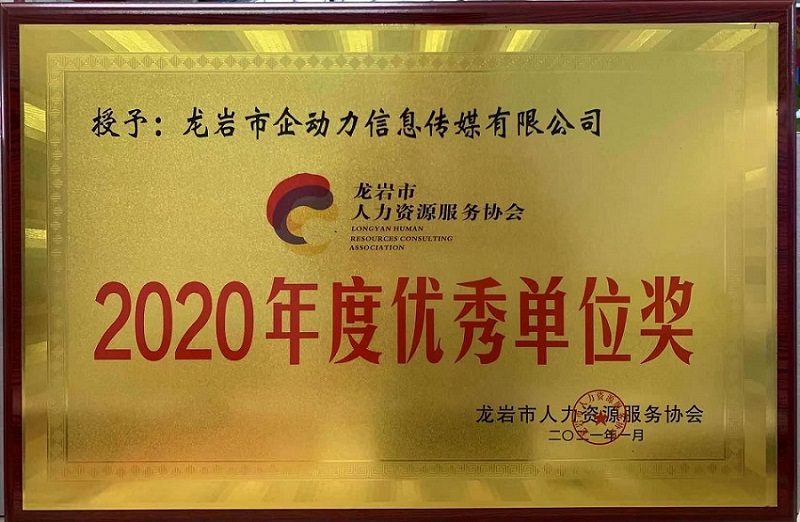 授予：龙岩市企动力信息传媒有限公司
龙岩市
人力资源服务协会
LONGYAN HUMAN
RESOURCES CONSULTING
ASSOCIATION
2020年度优秀单位奖
龙岩市人力资源服务协会
二〇二一年一月